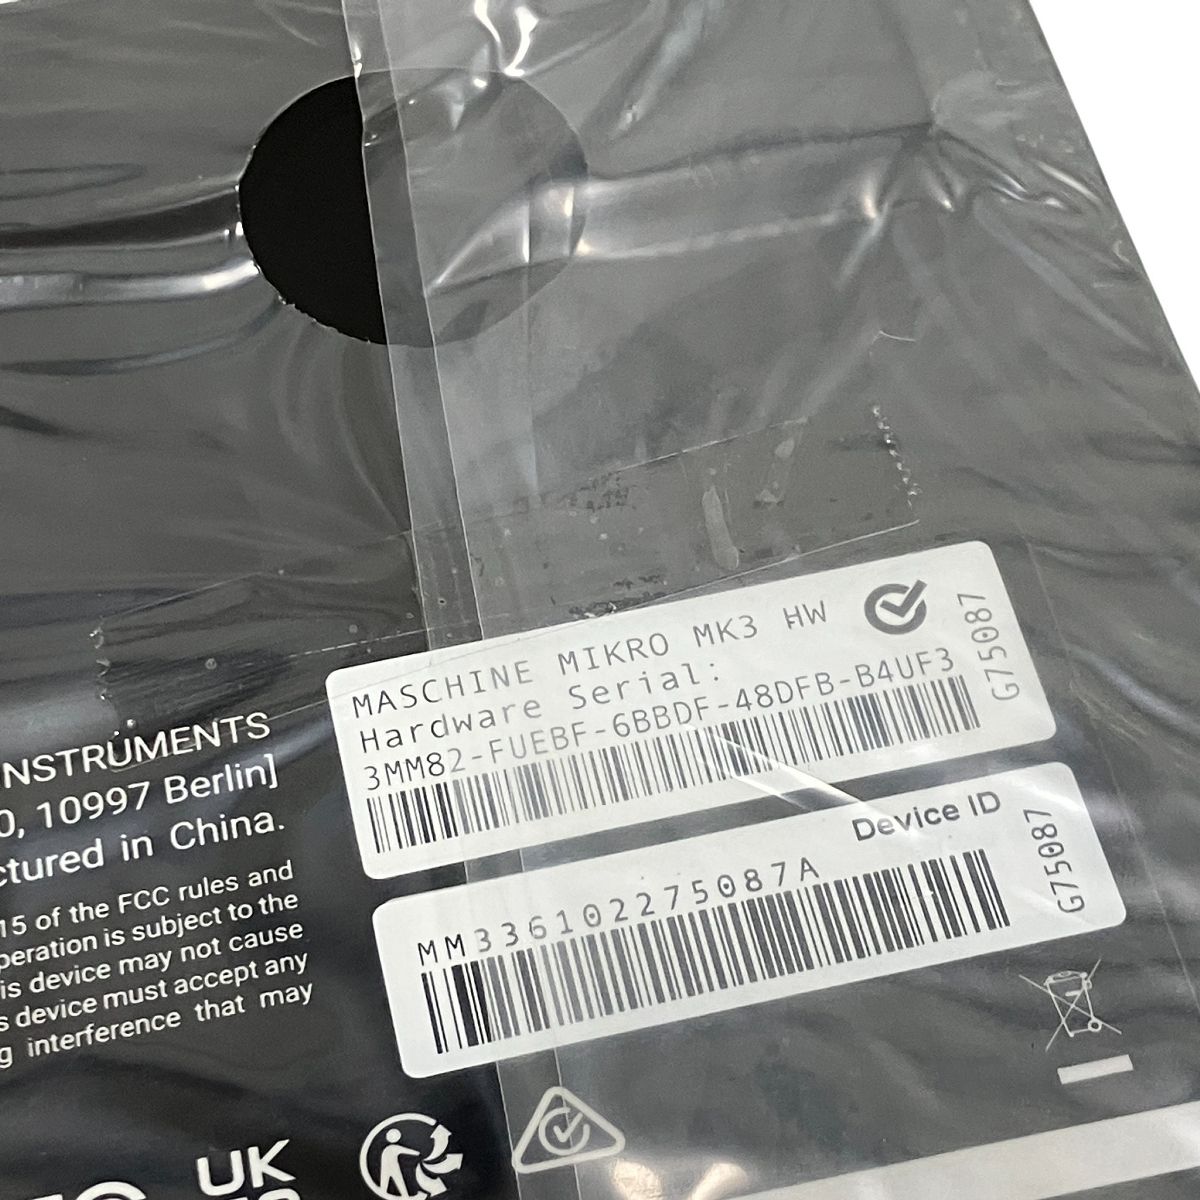 MASCHINE MIKRO MK3 HW
Hardware Serial:
3MM82-FUEBF-6BBDF-48DFB-B4UF3
G75087
Device ID
MM336102275087A
G75087
NSTRUMENTS
0, 10997 Berlin]
ctured in China.
15 of the FCC rules and
peration is subject to the
is device may not cause
s device must accept any
g interference that may
UK